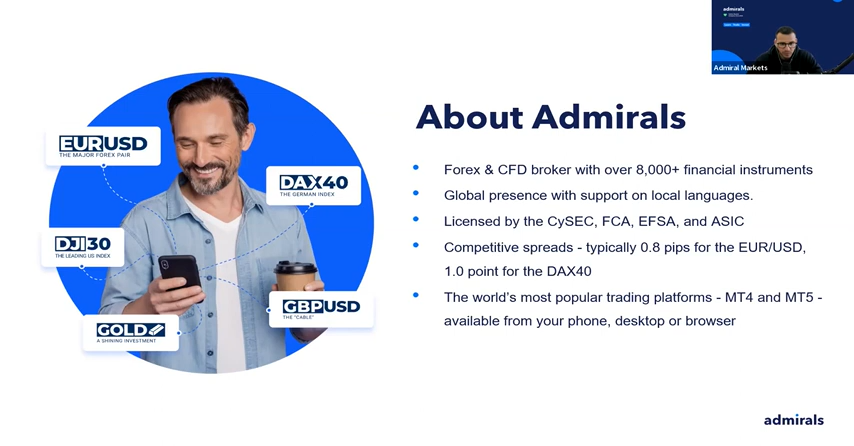 admirals
Admiral Markets
About Admirals
EURUSD
THE MAJOR FOREX PAIR
DAX40
THE GERMAN INDEX
DJI30
THE LEADING US INDEX
GBPUSD
THE "CABLE"
GOLD
A SHINING INVESTMENT
Forex & CFD broker with over 8,000+ financial instruments
Global presence with support on local languages.
Licensed by the CySEC, FCA, EFSA, and ASIC
Competitive spreads - typically 0.8 pips for the EUR/USD,
1.0 point for the DAX40
The world's most popular trading platforms - MT4 and MT5 -
available from your phone, desktop or browser
admirals